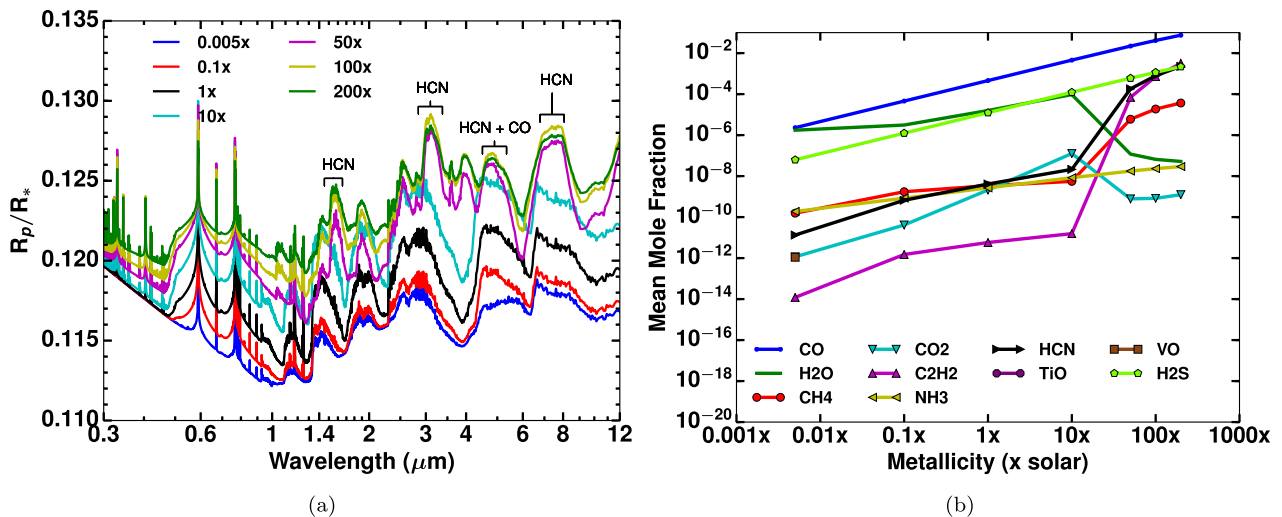 0.135
0.130
0.125
0.120
0.115
0.110
Rp/R*
0.005x
0.1x
1x
10x
50x
100x
200x
HCN
HCN
HCN + CO
HCN
0.3 0.6 1 1.4 2 3 4 6 8 12
Wavelength (μm)
(a)
10−2
10−4
10−6
10−8
10−10
10−12
10−14
10−16
10−18
10−20
Mean Mole Fraction
CO
H2O
CH4
CO2
C2H2
NH3
HCN
TiO
VO
H2S
0.001x 0.01x 0.1x 1x 10x 100x 1000x
Metallicity (x solar)
(b)